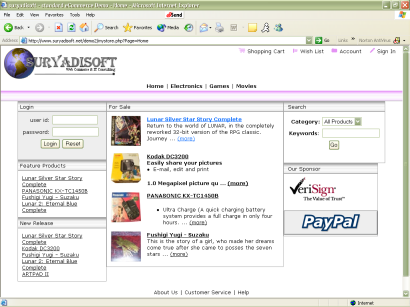 suryadisoft - standard eCommerce Demo - Home - Microsoft Internet Explorer
File Edit View Favorites Tools Help
Send
Back Search Favorites Media
Address http://www.suryadisoft.net/demo2/mystore.php?Page=Home Go Links Norton AntiVirus
SURYADISOFT
Web Commerce & IT Consulting
Shopping Cart Wish List Account Sign In
Home | Electronics | Games | Movies
Login
user id:
password:
Login Reset
Feature Products
Lunar Silver Star Story
Complete
PANASONIC KX-TC1450B
Fushigi Yugi - Suzaku
Lunar 2: Eternal Blue
Complete
New Release
Lunar Silver Star Story
Complete
Kodak DC3200
Fushigi Yugi - Suzaku
Lunar 2: Eternal Blue
Complete
ARTPAD II
For Sale
Lunar Silver Star Story Complete
Return to the world of LUNAR, in the completely
reworked 32-bit version of the RPG classic.
Journey ... (more)
Kodak DC3200
Easily share your pictures
• E-mail, edit and print
1.0 Megapixel picture qu ... (more)
PANASONIC KX-TC1450B
• Ultra Charge (A quick charging battery
system provides a full charge in only four
hours. ... (more)
Fushigi Yugi - Suzaku
This is the story of a girl, who made her dreams
come true after she came to posses the seven
stars ... (more)
Search
Category: All Products
Keywords:
Go
Our Sponsor
VeriSign
The Value of Trust
PayPal
About Us | Customer Service | Help
Internet